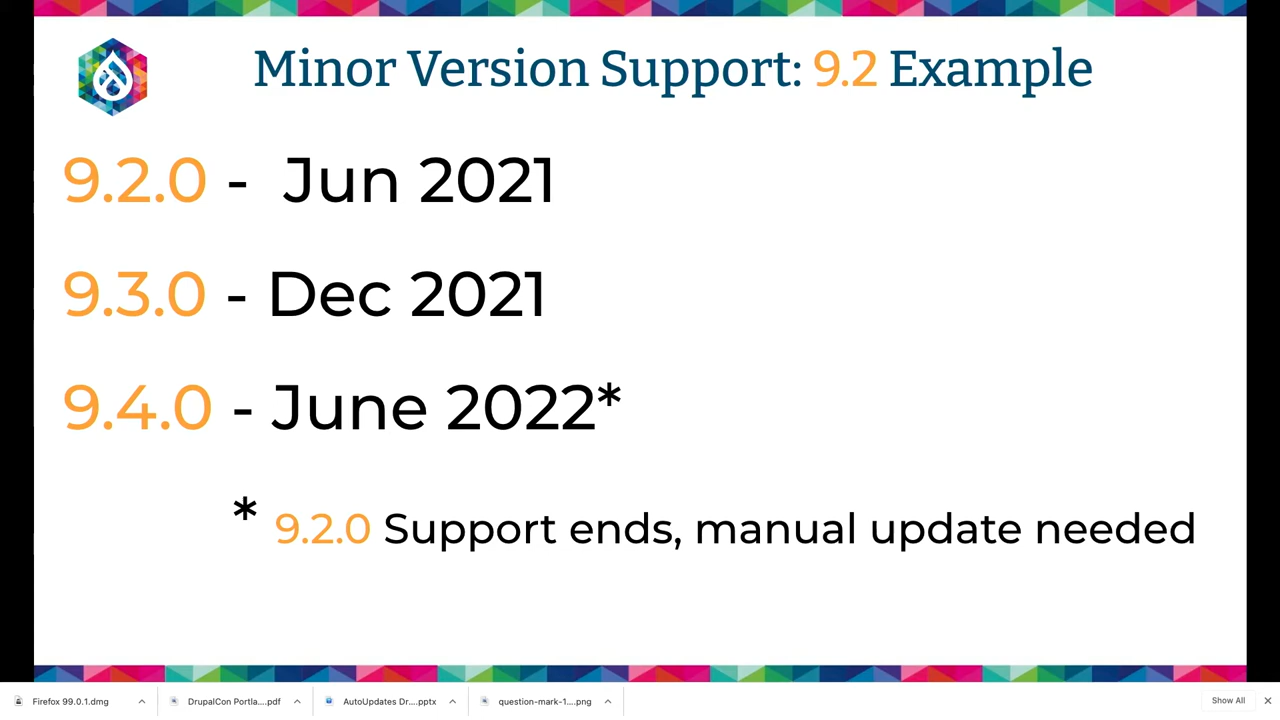 Minor Version Support: 9.2 Example
9.2.0 - Jun 2021
9.3.0 - Dec 2021
9.4.0 - June 2022*
* 9.2.0 Support ends, manual update needed
Firefox 99.0.1.dmg
DrupalCon Portla....pdf
AutoUpdates Dr....pptx
question-mark-1....png
Show All